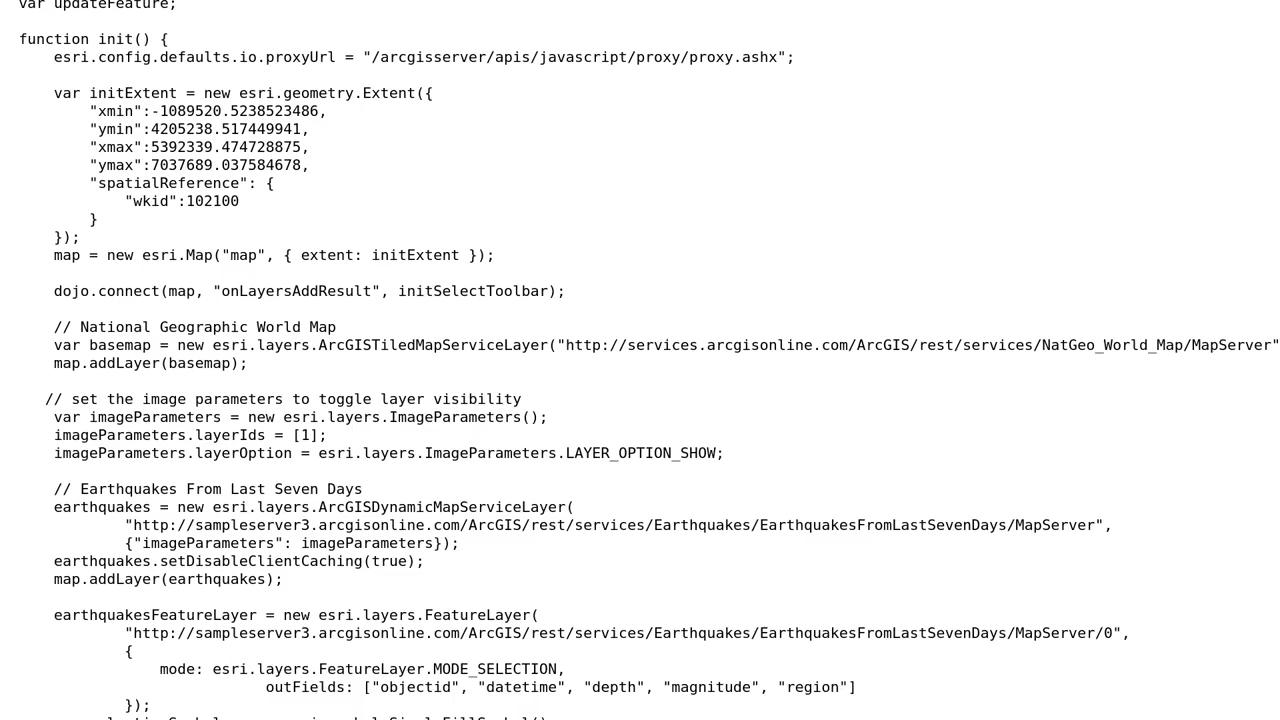 var updateFeature;
function init() {
esri.config.defaults.io.proxyUrl = "/arcgisserver/apis/javascript/proxy/proxy.ashx";
var initExtent = new esri.geometry.Extent({
"xmin":-1089520.5238523486,
"ymin":4205238.517449941,
"xmax":5392339.474728875,
"ymax":7037689.037584678,
"spatialReference": {
"wkid":102100
}
});
map = new esri.Map("map", { extent: initExtent });
dojo.connect(map, "onLayersAddResult", initSelectToolbar);
// National Geographic World Map
var basemap = new esri.layers.ArcGISTiledMapServiceLayer("http://services.arcgisonline.com/ArcGIS/rest/services/NatGeo_World_Map/MapServer"
map.addLayer(basemap);
// set the image parameters to toggle layer visibility
var imageParameters = new esri.layers.ImageParameters();
imageParameters.layerIds = [1];
imageParameters.layerOption = esri.layers.ImageParameters.LAYER_OPTION_SHOW;
// Earthquakes From Last Seven Days
earthquakes = new esri.layers.ArcGISDynamicMapServiceLayer(
"http://sampleserver3.arcgisonline.com/ArcGIS/rest/services/Earthquakes/EarthquakesFromLastSevenDays/MapServer",
{"imageParameters": imageParameters});
earthquakes.setDisableClientCaching(true);
map.addLayer(earthquakes);
earthquakesFeatureLayer = new esri.layers.FeatureLayer(
"http://sampleserver3.arcgisonline.com/ArcGIS/rest/services/Earthquakes/EarthquakesFromLastSevenDays/MapServer/0",
{
mode: esri.layers.FeatureLayer.MODE_SELECTION,
outFields: ["objectid", "datetime", "depth", "magnitude", "region"]
});